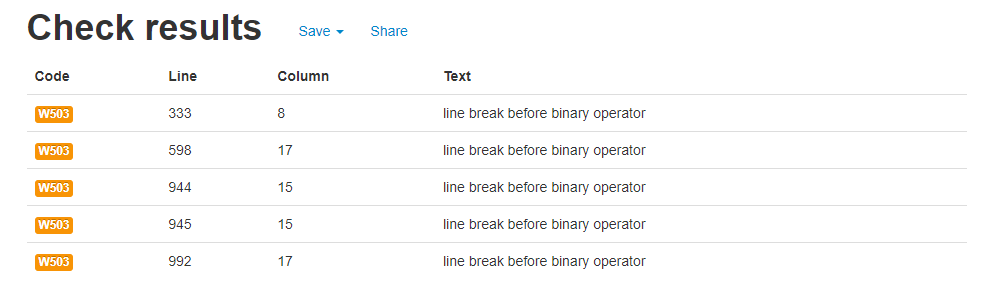 Check results Save Share
Code Line Column Text
W503 333 8 line break before binary operator
W503 598 17 line break before binary operator
W503 944 15 line break before binary operator
W503 945 15 line break before binary operator
W503 992 17 line break before binary operator